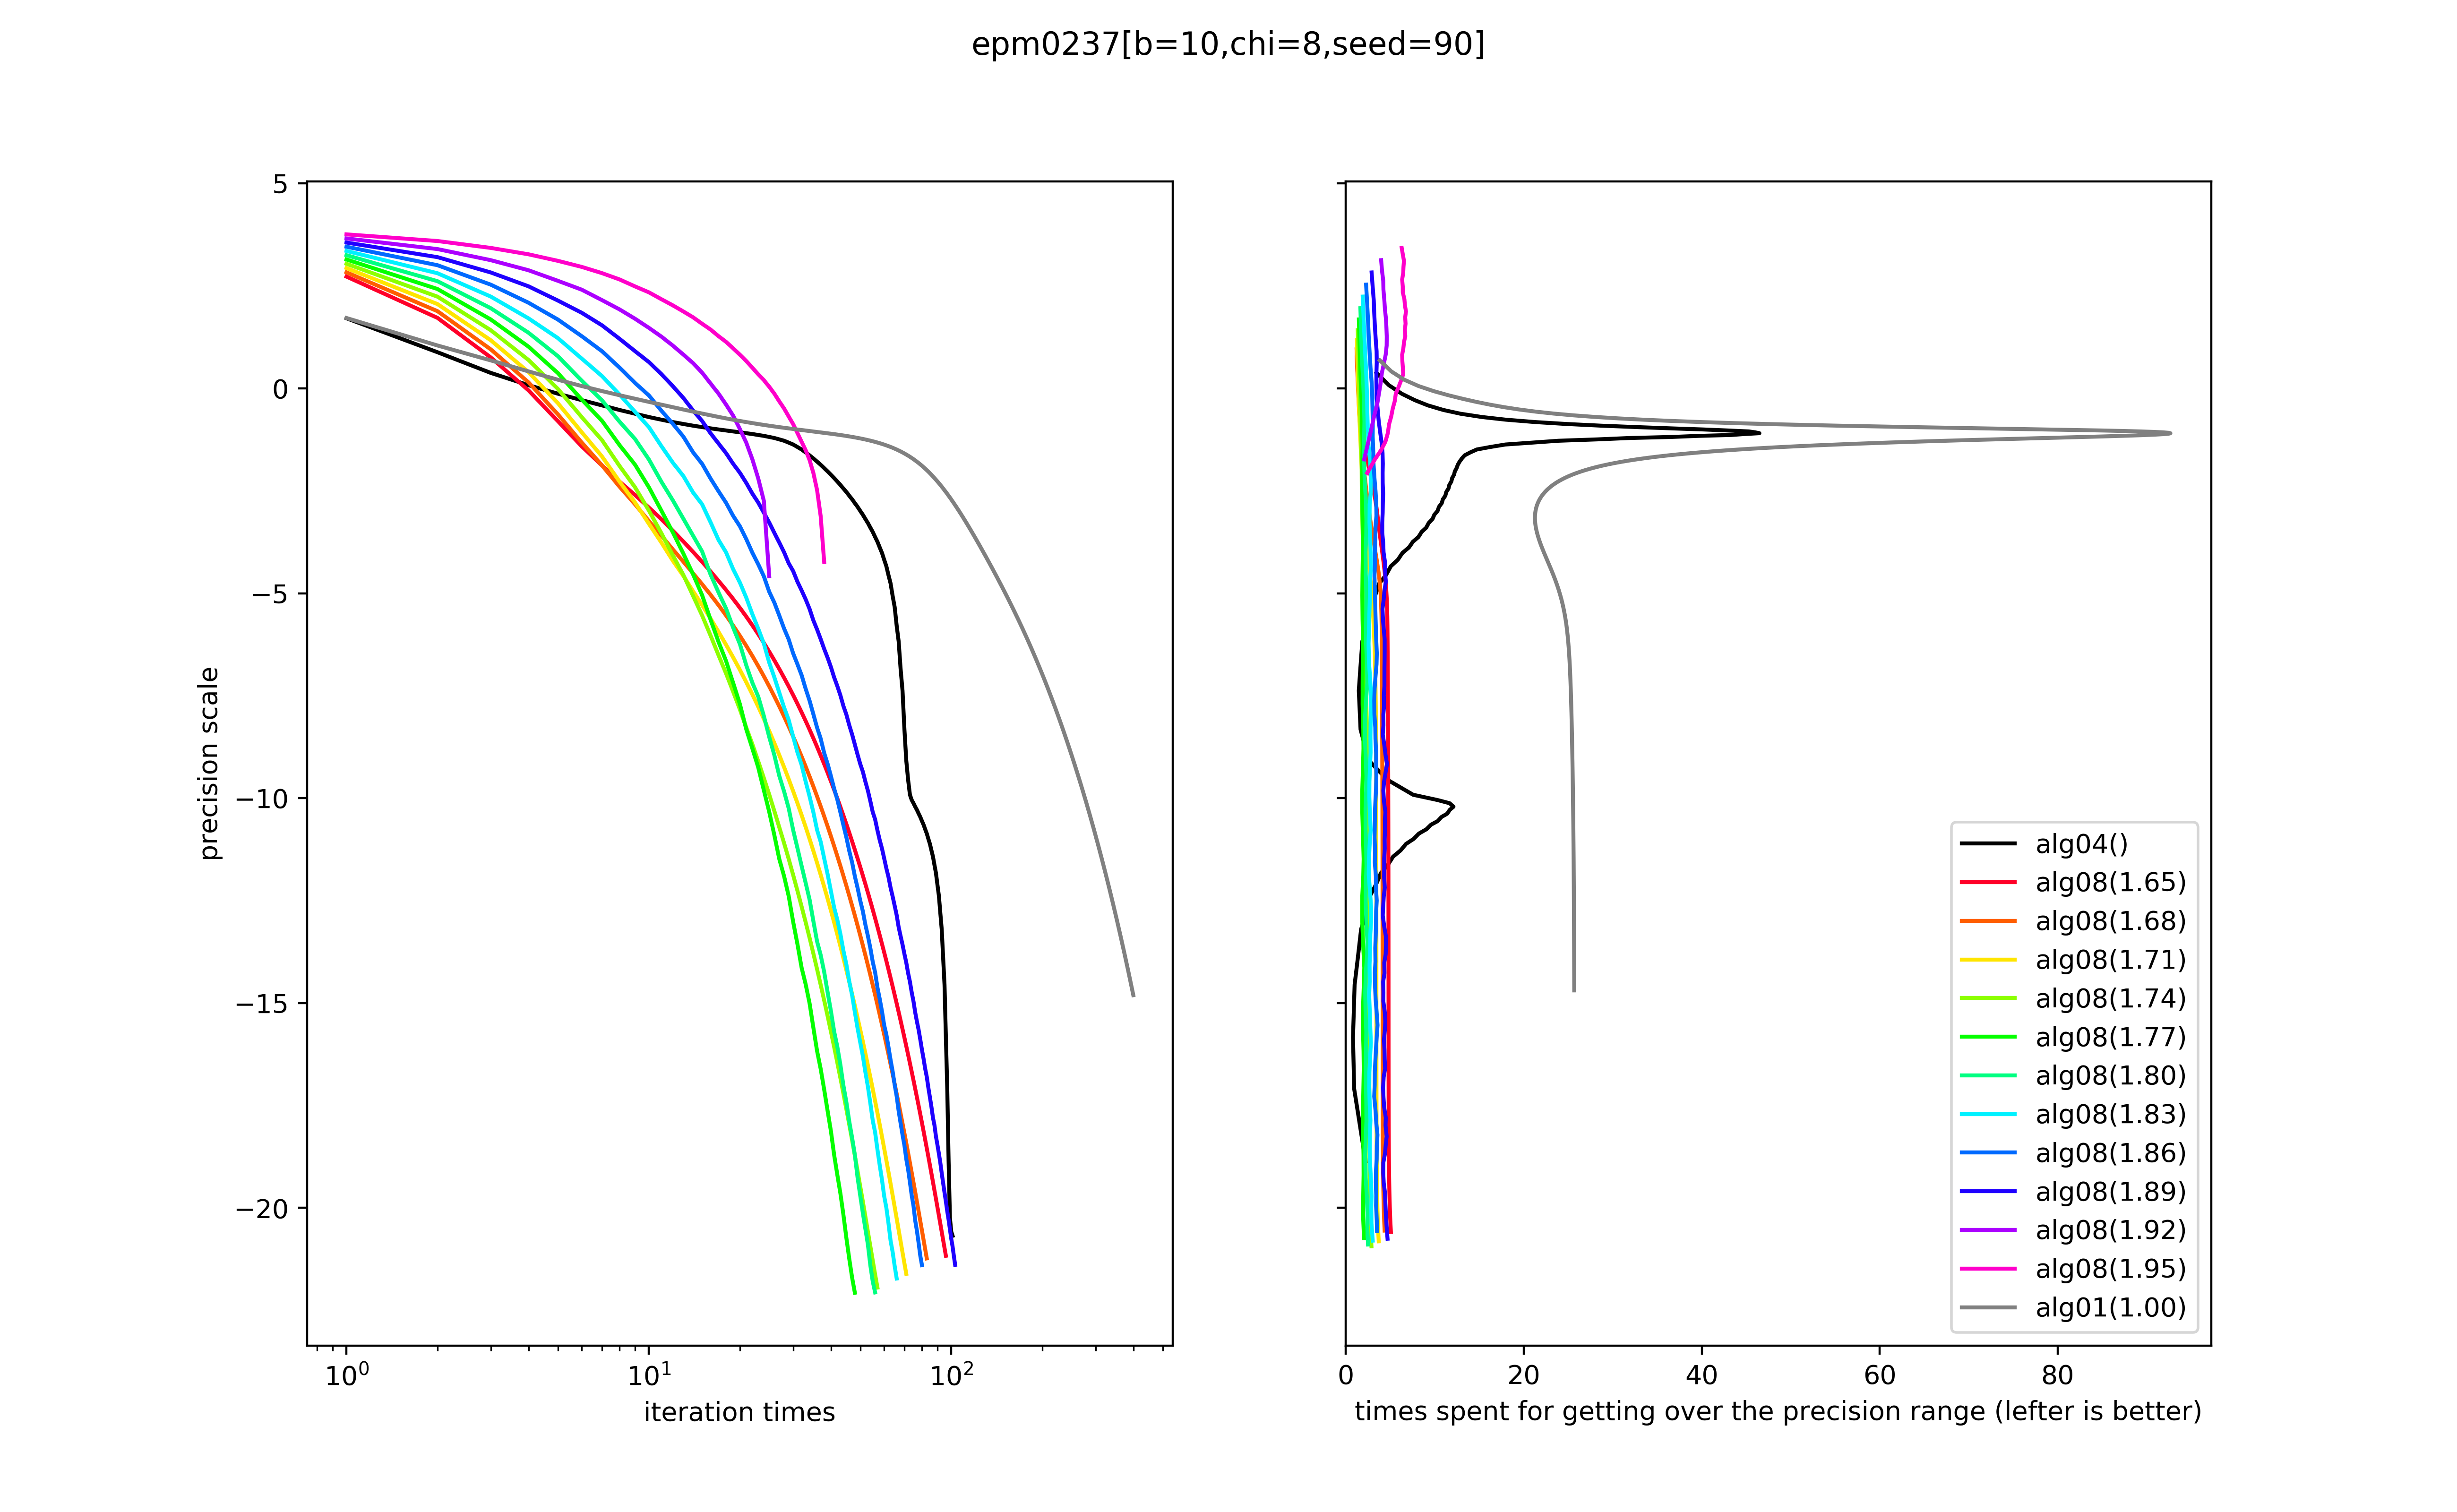 epm0237[b=10,chi=8,seed=90]
precision scale
5
0
−5
−10
−15
−20
10⁰
10¹
10²
iteration times
0
20
40
60
80
times spent for getting over the precision range (lefter is better)
alg04()
alg08(1.65)
alg08(1.68)
alg08(1.71)
alg08(1.74)
alg08(1.77)
alg08(1.80)
alg08(1.83)
alg08(1.86)
alg08(1.89)
alg08(1.92)
alg08(1.95)
alg01(1.00)